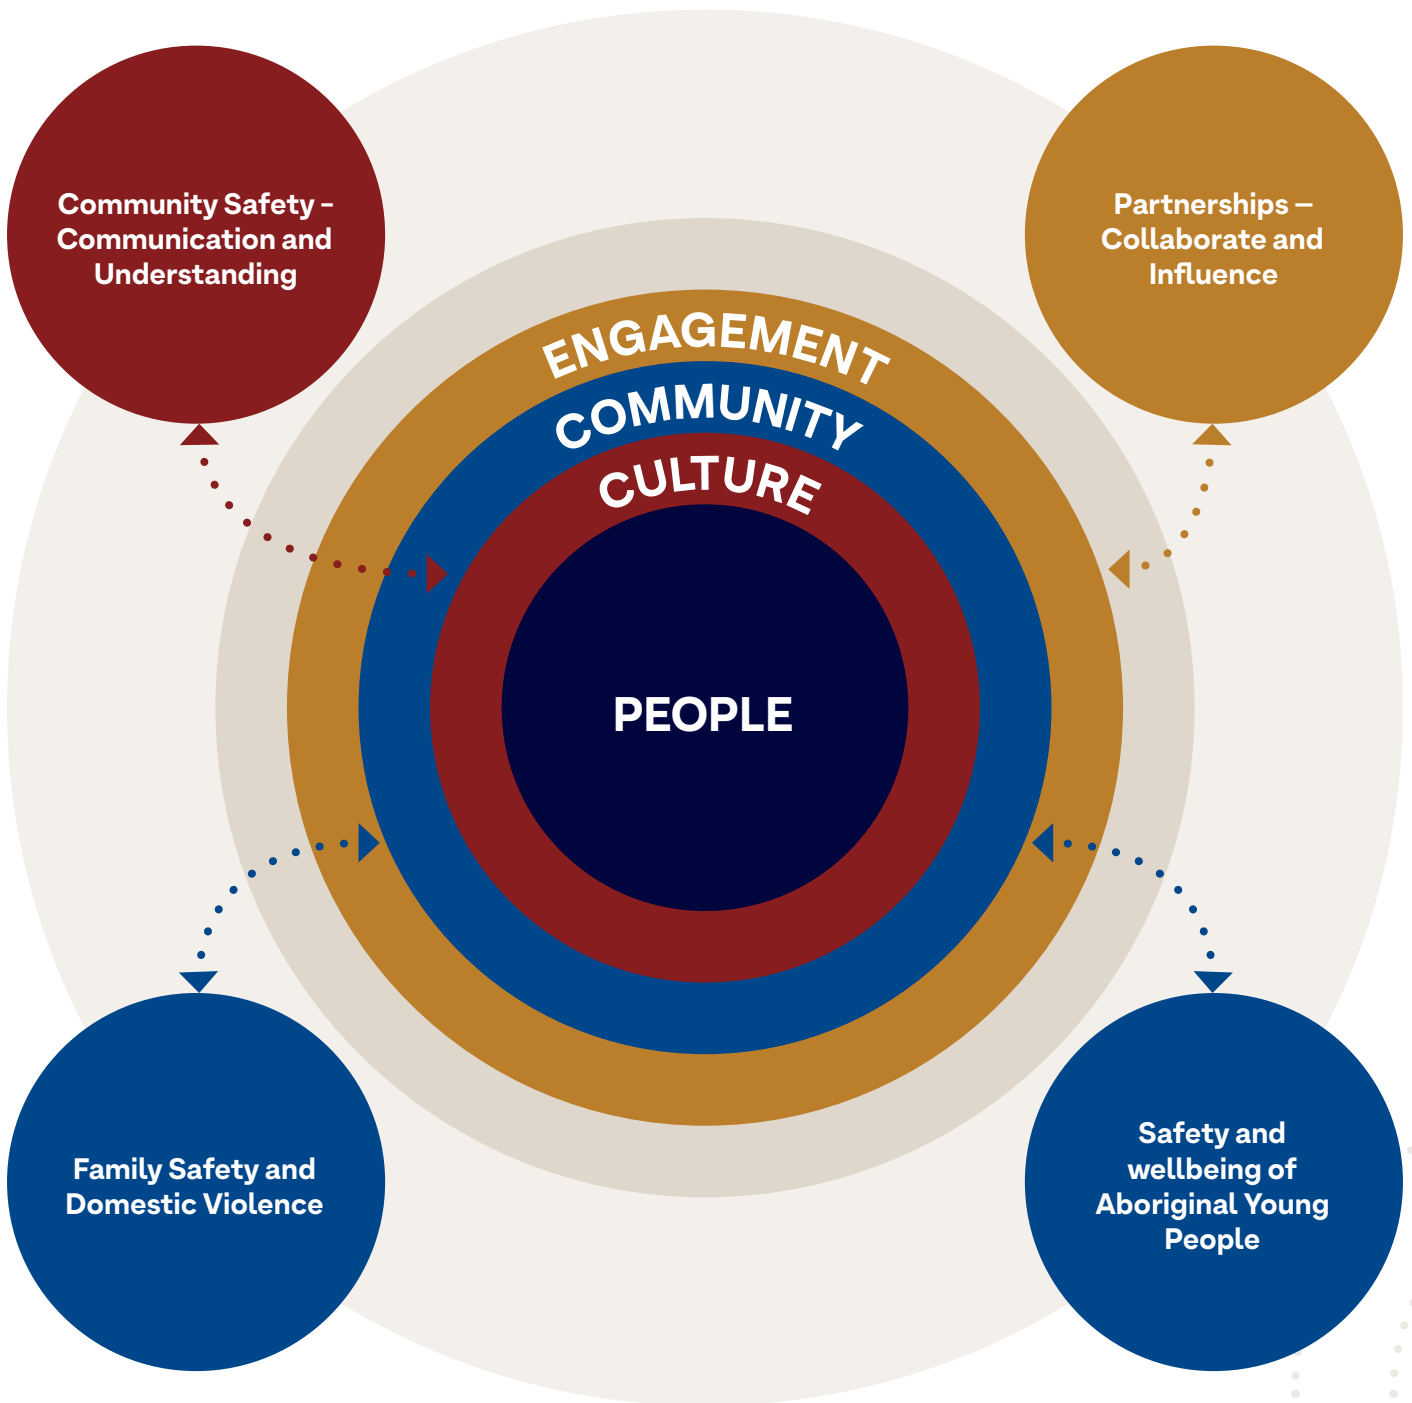 Community Safety -
Communication and
Understanding
Partnerships –
Collaborate and
Influence
ENGAGEMENT
COMMUNITY
CULTURE
PEOPLE
Family Safety and
Domestic Violence
Safety and
wellbeing of
Aboriginal Young
People